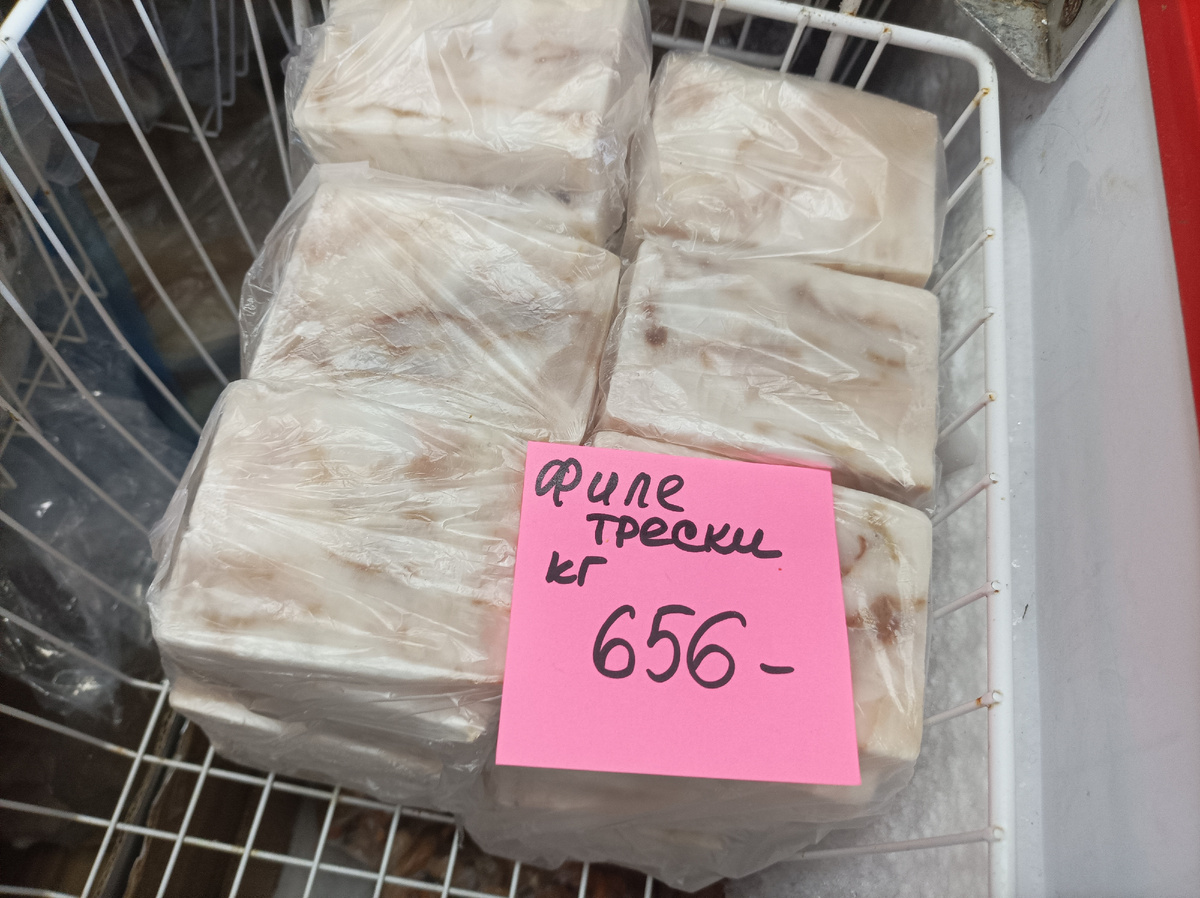 Филе
трески
кг
656-